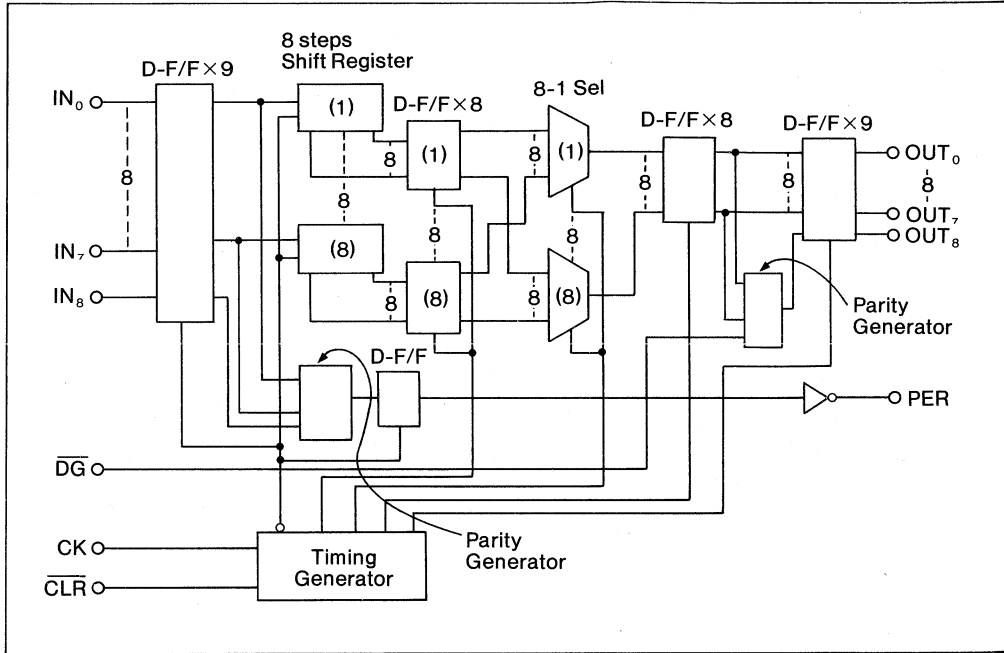 8 steps
Shift Register
D-F/F×9
D-F/F×8
8-1 Sel
D-F/F×8
D-F/F×9
IN₀
(1)
(1)
(1)
OUT₀
8
8
8
8
8
8
8
8
8
OUT₇
IN₇
(8)
OUT₈
IN₈
8
(8)
8
(8)
Parity
Generator
D-F/F
PER
D̅G̅
CK
Timing
Generator
Parity
Generator
C̅L̅R̅